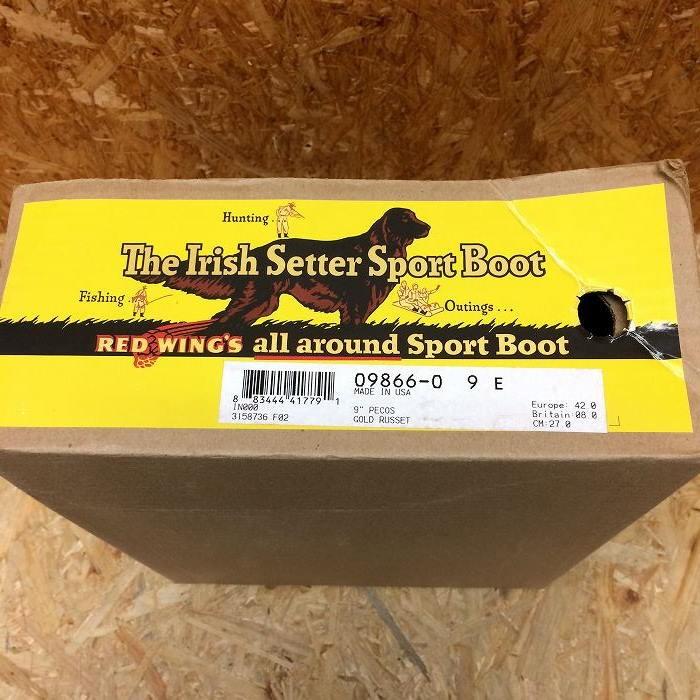 Hunting..
The Irish Setter Sport Boot
Fishing..
Outings...
RED WING'S all around Sport Boot
09866-0 9 E
MADE IN USA
8 83444 41779 1
IN000
3158736 F02
9" PECOS
GOLD RUSSET
Europe: 42.0
Britain:08.0
CM:27.0